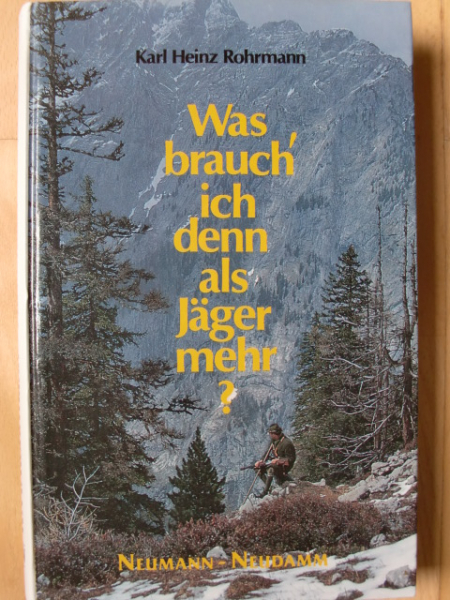 Karl Heinz Rohrmann
Was
brauch'
ich
denn
als
Jäger
mehr
?
NEUMANN-NEUDAMM